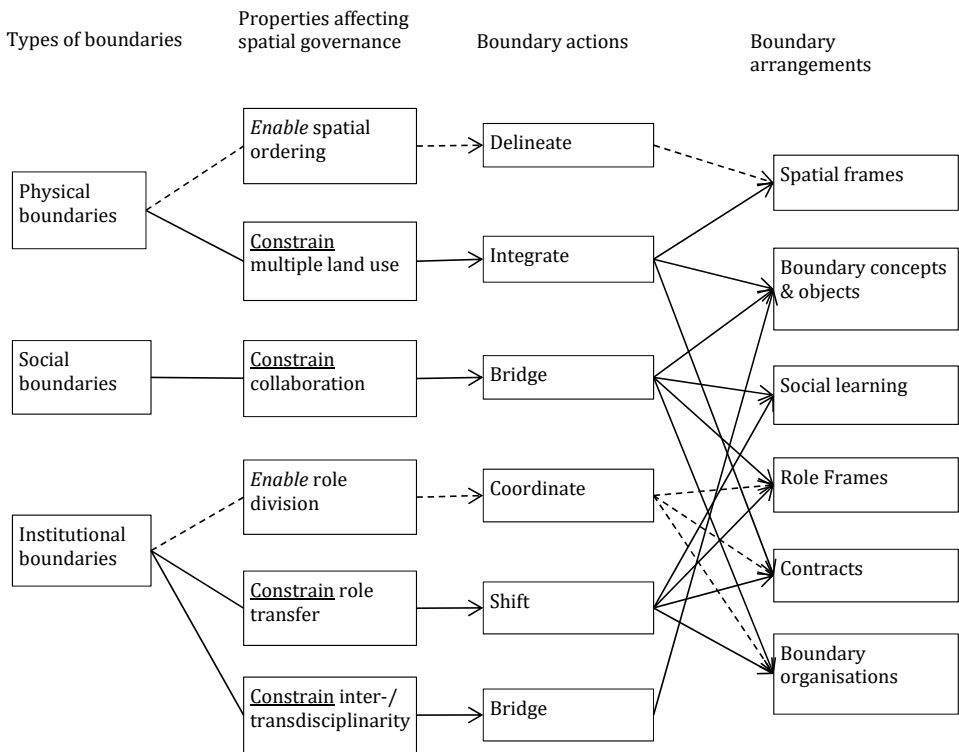 Types of boundaries
Properties affecting
spatial governance
Boundary actions
Boundary
arrangements
Physical
boundaries
Social
boundaries
Institutional
boundaries
Enable spatial
ordering
Constrain
multiple land use
Constrain
collaboration
Enable role
division
Constrain role
transfer
Constrain inter-/
transdisciplinarity
Delineate
Integrate
Bridge
Coordinate
Shift
Bridge
Spatial frames
Boundary concepts
& objects
Social learning
Role Frames
Contracts
Boundary
organisations